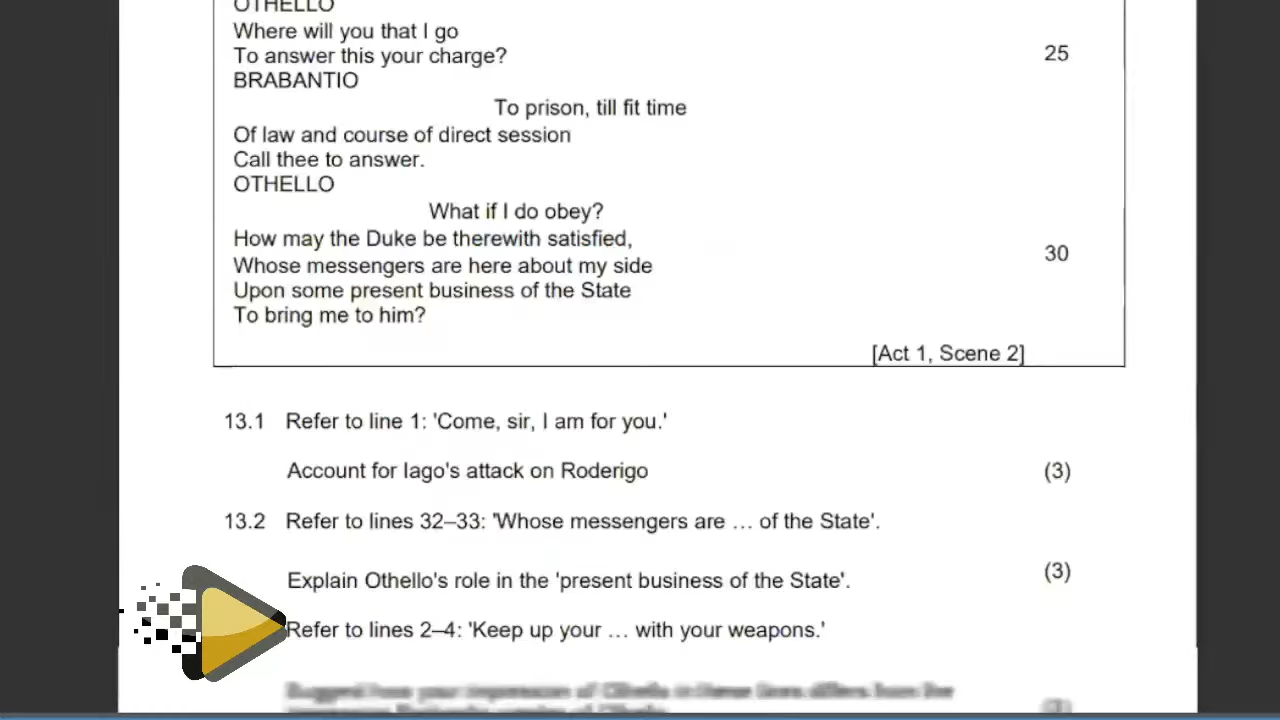 OTHELLO
Where will you that I go
To answer this your charge? 25
BRABANTIO
To prison, till fit time
Of law and course of direct session
Call thee to answer.
OTHELLO
What if I do obey?
How may the Duke be therewith satisfied, 30
Whose messengers are here about my side
Upon some present business of the State
To bring me to him?
[Act 1, Scene 2]
13.1 Refer to line 1: 'Come, sir, I am for you.'
Account for Iago's attack on Roderigo (3)
13.2 Refer to lines 32–33: 'Whose messengers are … of the State'.
Explain Othello's role in the 'present business of the State'. (3)
Refer to lines 2–4: 'Keep up your … with your weapons.'